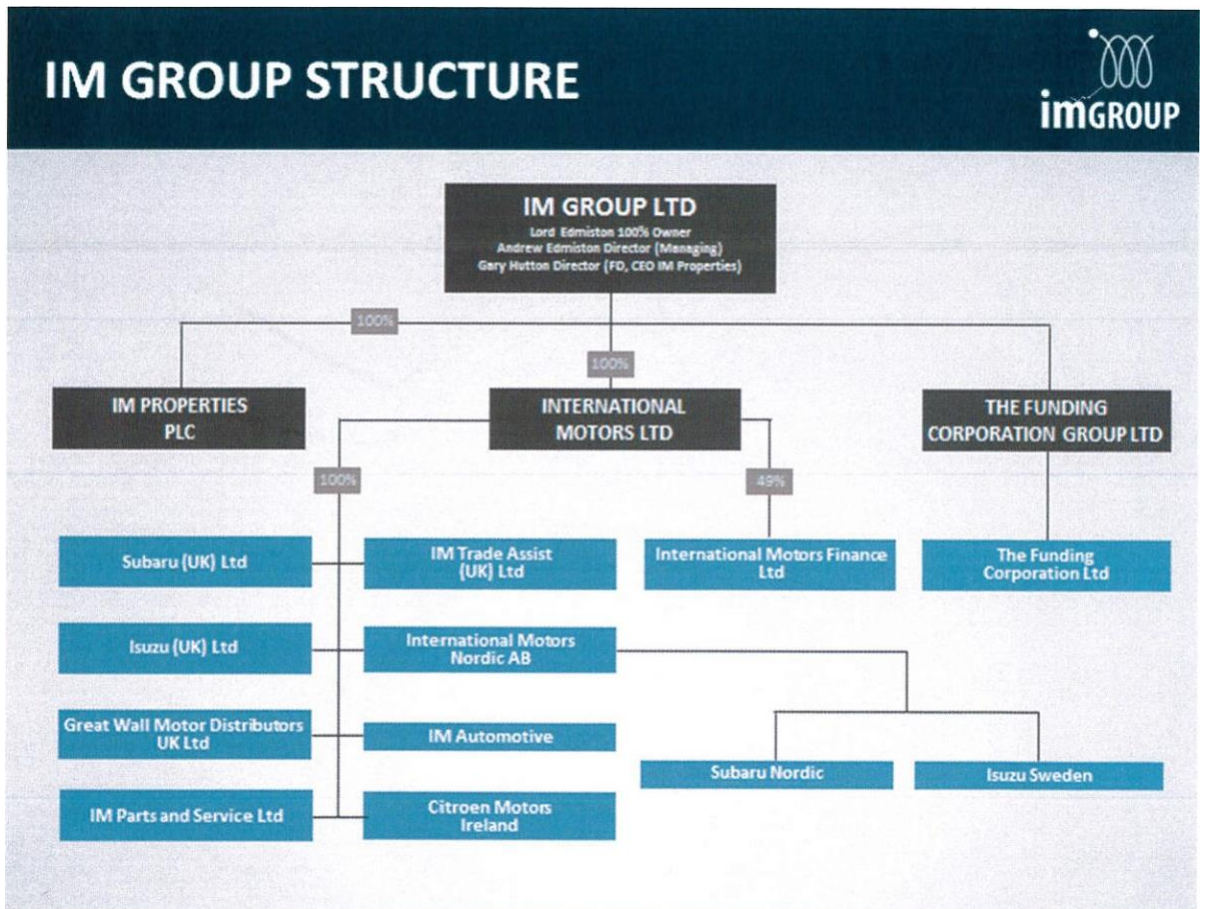 IM GROUP STRUCTURE
imGROUP
IM GROUP LTD
Lord Edmiston 100% Owner
Andrew Edmiston Director (Managing)
Gary Hutton Director (FD, CEO IM Properties)
100%
100%
IM PROPERTIES
PLC
INTERNATIONAL
MOTORS LTD
THE FUNDING
CORPORATION GROUP LTD
100%
49%
Subaru (UK) Ltd
IM Trade Assist
(UK) Ltd
International Motors Finance
Ltd
The Funding
Corporation Ltd
Isuzu (UK) Ltd
International Motors
Nordic AB
Great Wall Motor Distributors
UK Ltd
IM Automotive
Subaru Nordic
Isuzu Sweden
IM Parts and Service Ltd
Citroen Motors
Ireland